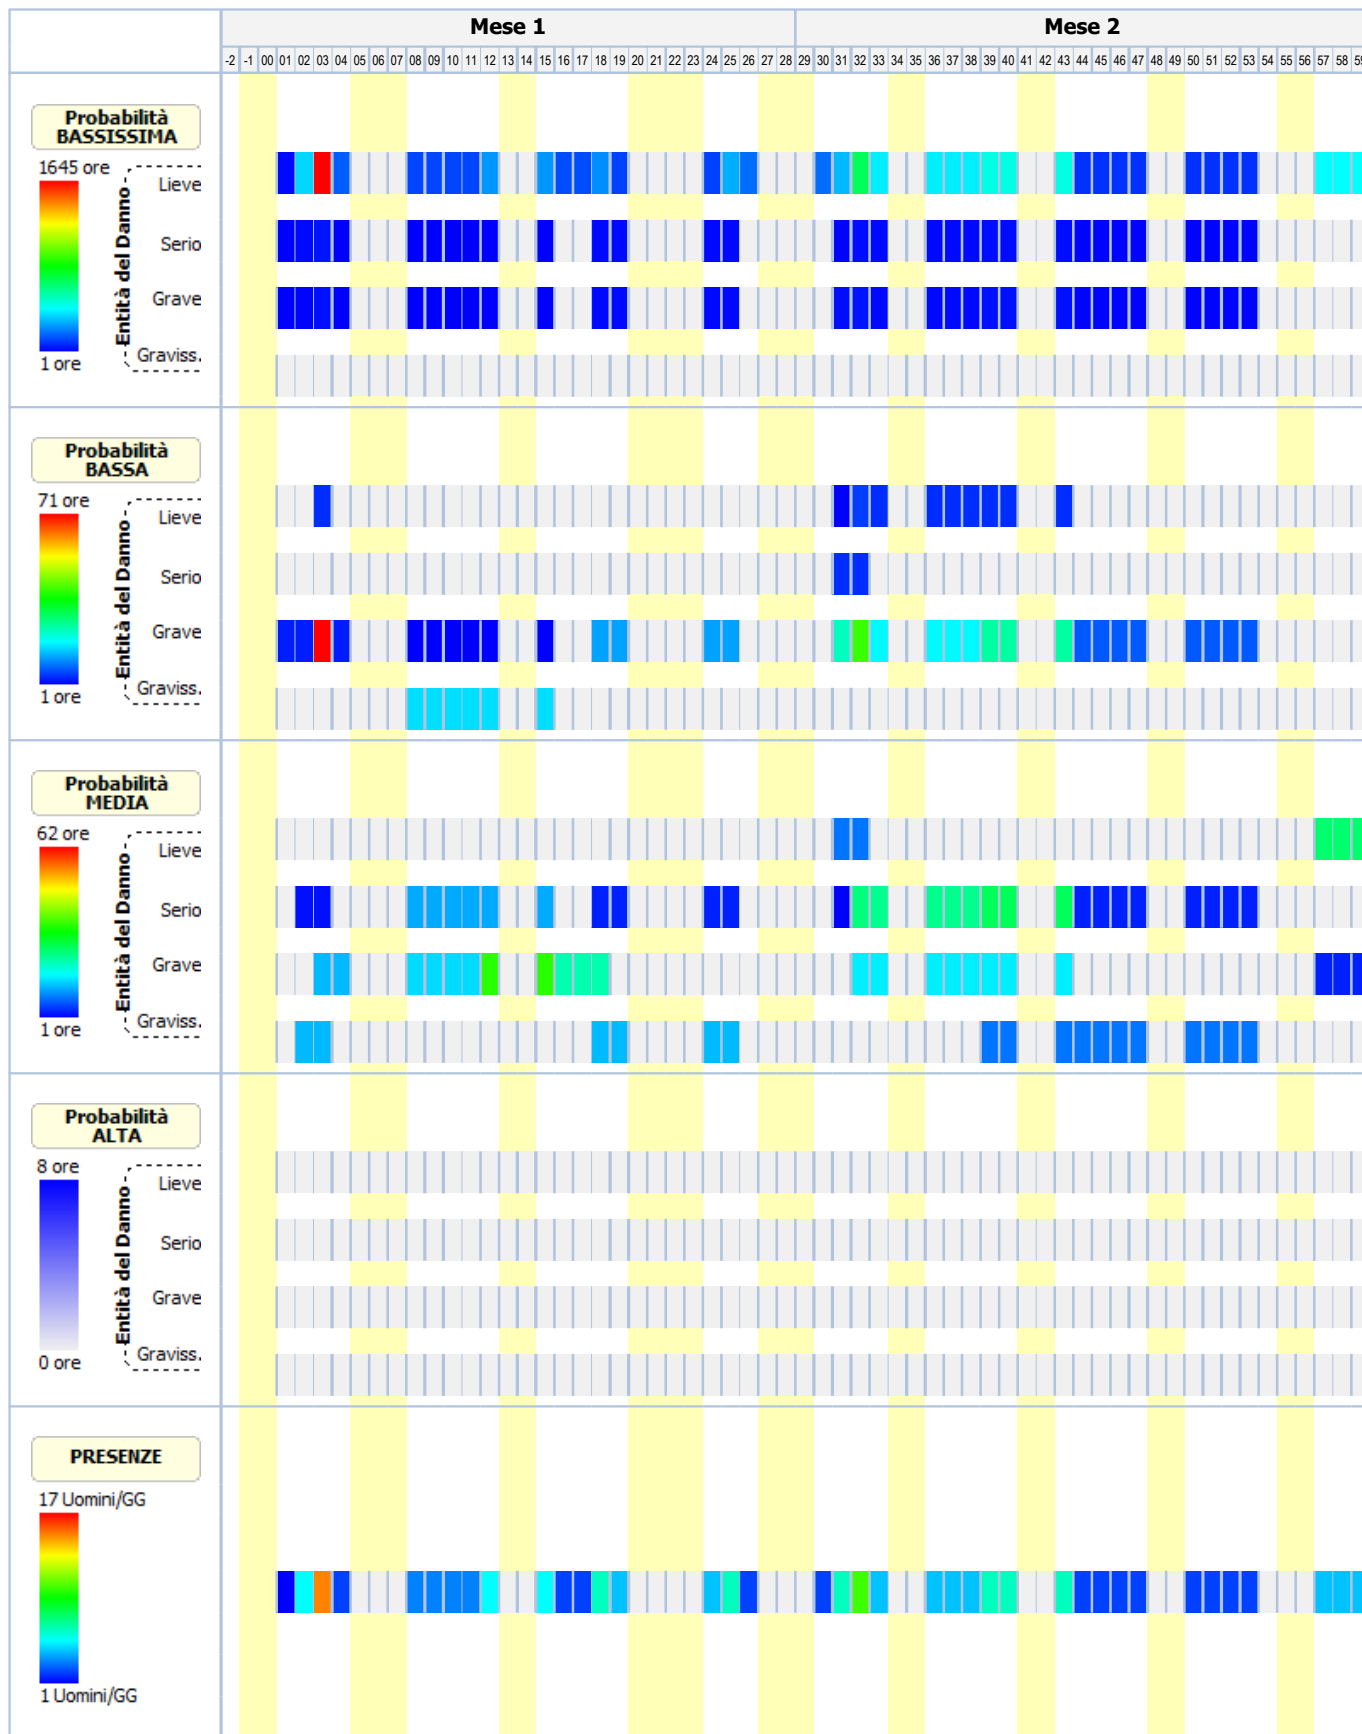 Mese 1 Mese 2
-2 -1 00 01 02 03 04 05 06 07 08 09 10 11 12 13 14 15 16 17 18 19 20 21 22 23 24 25 26 27 28 29 30 31 32 33 34 35 36 37 38 39 40 41 42 43 44 45 46 47 48 49 50 51 52 53 54 55 56 57 58 59
Probabilità
BASSISSIMA
1645 ore
Entità del Danno
Lieve
Serio
Grave
Graviss.
1 ore
Probabilità
BASSA
71 ore
Entità del Danno
Lieve
Serio
Grave
Graviss.
1 ore
Probabilità
MEDIA
62 ore
Entità del Danno
Lieve
Serio
Grave
Graviss.
1 ore
Probabilità
ALTA
8 ore
Entità del Danno
Lieve
Serio
Grave
Graviss.
0 ore
PRESENZE
17 Uomini/GG
1 Uomini/GG